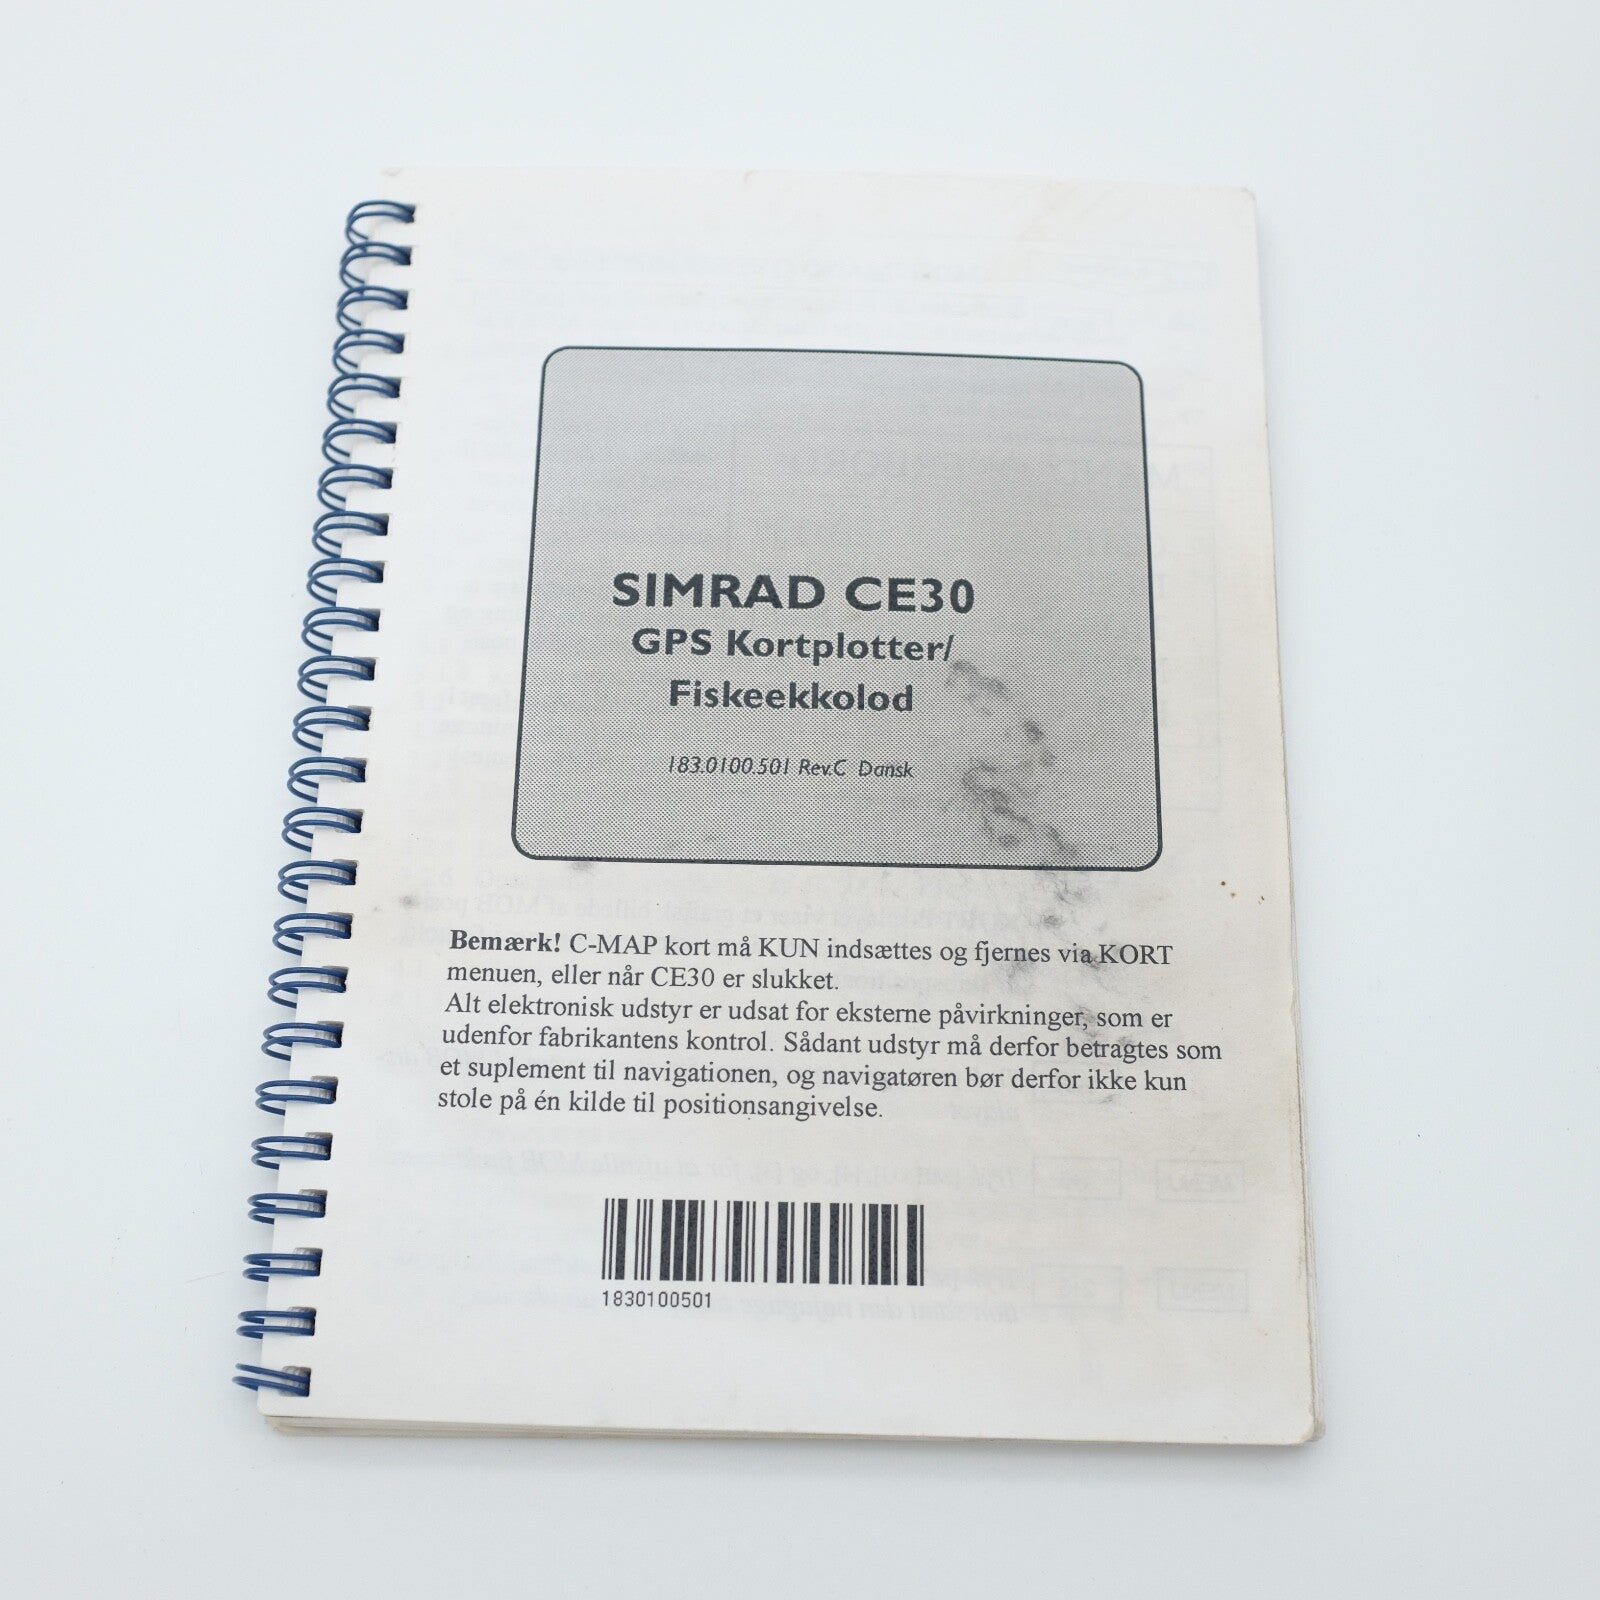 SIMRAD CE30
GPS Kortplotter/
Fiskeekkolod
183.0100.501 Rev.C Dansk
Bemærk! C-MAP kort må KUN indsættes og fjernes via KORT
menuen, eller når CE30 er slukket.
Alt elektronisk udstyr er udsat for eksterne påvirkninger, som er
udenfor fabrikantens kontrol. Sådant udstyr må derfor betragtes som
et suplement til navigationen, og navigatøren bør derfor ikke kun
stole på én kilde til positionsangivelse.
1830100501